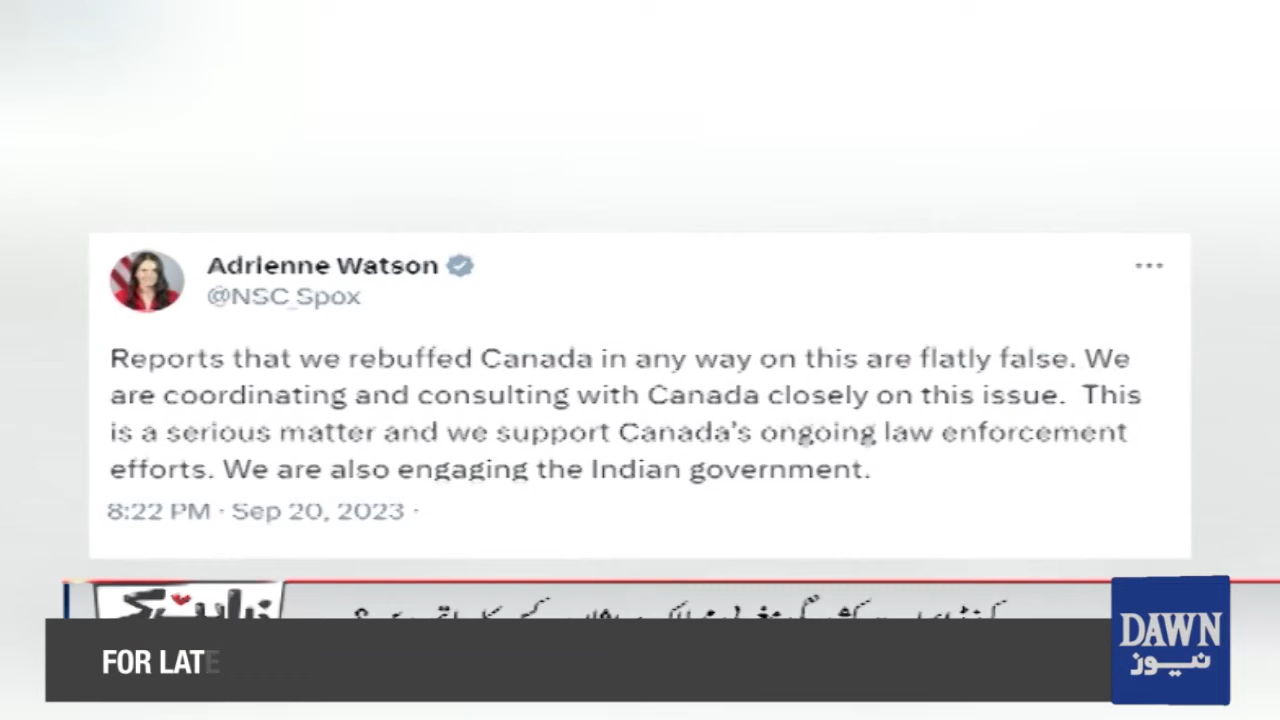 Adrienne Watson
@NSC_Spox
Reports that we rebuffed Canada in any way on this are flatly false. We
are coordinating and consulting with Canada closely on this issue. This
is a serious matter and we support Canada's ongoing law enforcement
efforts. We are also engaging the Indian government.
8:22 PM · Sep 20, 2023 ·
FOR LATE
DAWN
نیوز